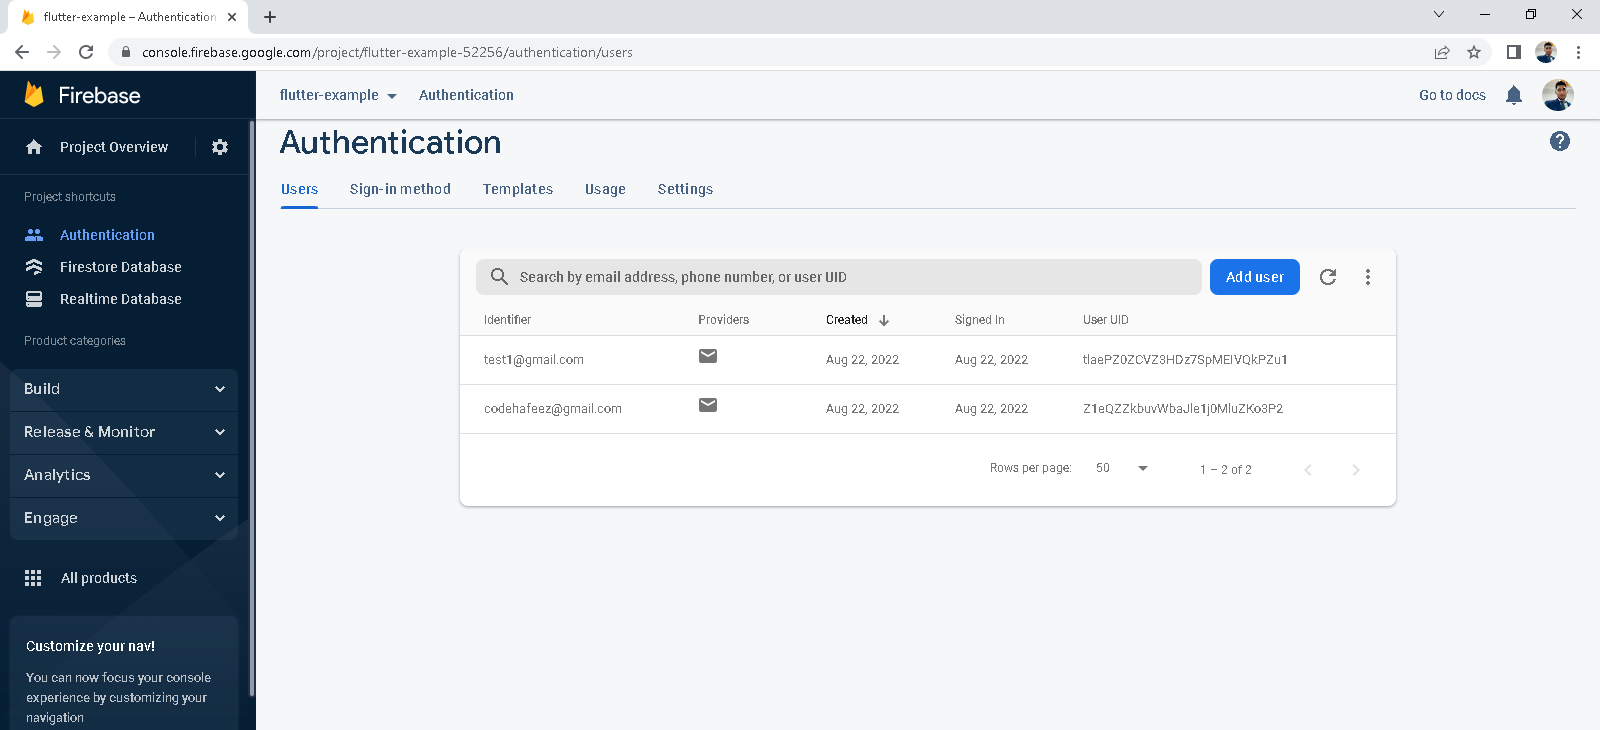 flutter-example – Authentication
console.firebase.google.com/project/flutter-example-52256/authentication/users
Firebase
flutter-example Authentication Go to docs
Authentication
Project Overview
Users Sign-in method Templates Usage Settings
Project shortcuts
Authentication
Firestore Database
Realtime Database
Product categories
Build
Release & Monitor
Analytics
Engage
All products
Customize your nav!
You can now focus your console
experience by customizing your
navigation
Search by email address, phone number, or user UID Add user
Identifier Providers Created Signed In User UID
test1@gmail.com Aug 22, 2022 Aug 22, 2022 tlaePZ0ZCVZ3HDz7SpMEIVQkPZu1
codehafeez@gmail.com Aug 22, 2022 Aug 22, 2022 Z1eQZZkbuvWbaJle1j0MluZKo3P2
Rows per page: 50 1 – 2 of 2